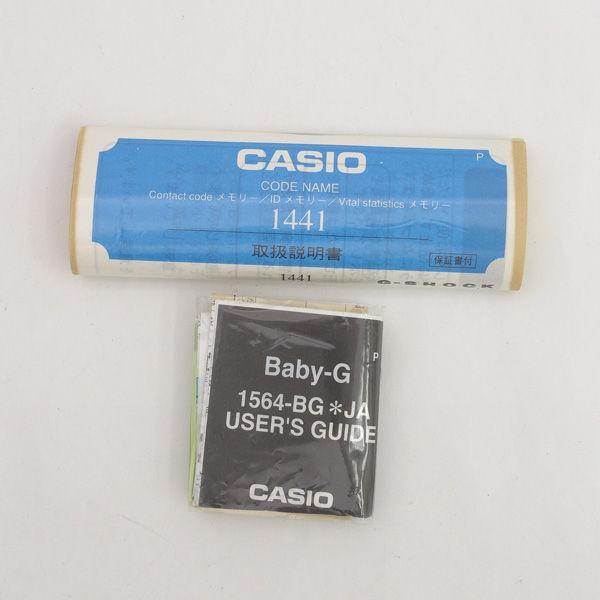 P
CASIO
CODE NAME
Contact code メモリー／IDメモリー／Vital statistics メモリー
1441
取扱説明書
保証書付
1441
G-SHOCK
P
Baby-G
1564-BG＊JA
USER'S GUIDE
CASIO